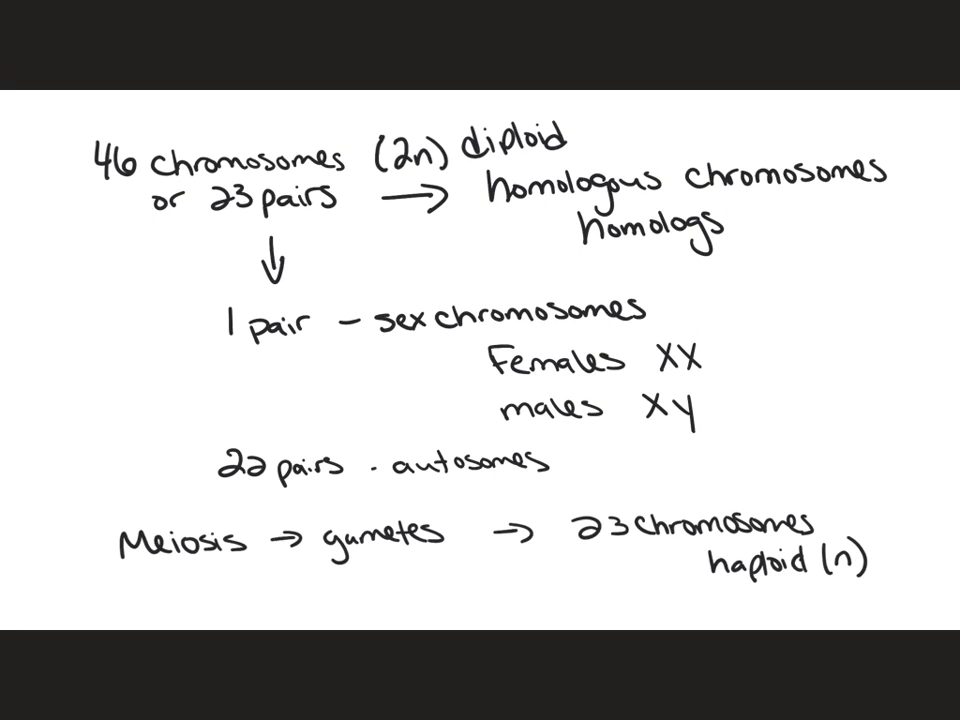 46 chromosomes (2n) diploid
or 23 pairs → homologous chromosomes
homologs
↓
1 pair - sex chromosomes
Females XX
males XY
22 pairs - autosomes
Meiosis → gametes → 23 chromosomes
haploid (n)